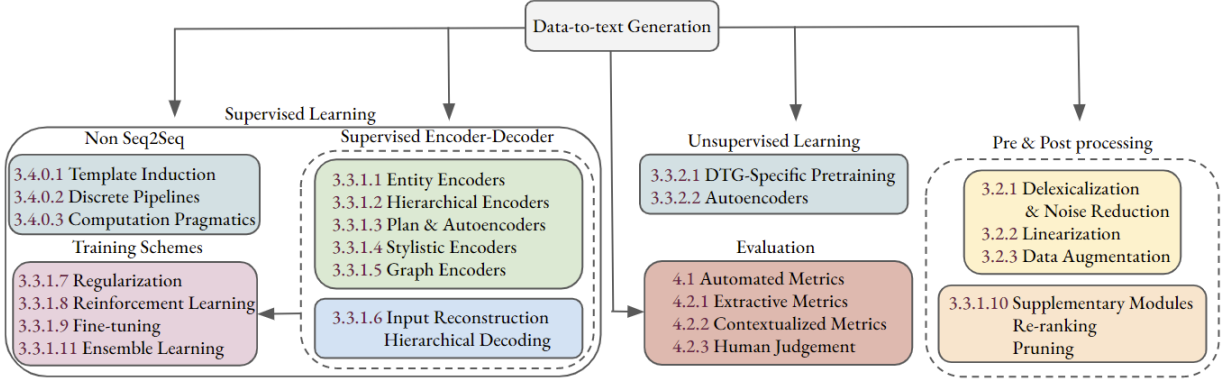 Data-to-text Generation
Supervised Learning
Non Seq2Seq
3.4.0.1 Template Induction
3.4.0.2 Discrete Pipelines
3.4.0.3 Computation Pragmatics
Training Schemes
3.3.1.7 Regularization
3.3.1.8 Reinforcement Learning
3.3.1.9 Fine-tuning
3.3.1.11 Ensemble Learning
Supervised Encoder-Decoder
3.3.1.1 Entity Encoders
3.3.1.2 Hierarchical Encoders
3.3.1.3 Plan & Autoencoders
3.3.1.4 Stylistic Encoders
3.3.1.5 Graph Encoders
3.3.1.6 Input Reconstruction
Hierarchical Decoding
Unsupervised Learning
3.3.2.1 DTG-Specific Pretraining
3.3.2.2 Autoencoders
Evaluation
4.1 Automated Metrics
4.2.1 Extractive Metrics
4.2.2 Contextualized Metrics
4.2.3 Human Judgement
Pre & Post processing
3.2.1 Delexicalization
& Noise Reduction
3.2.2 Linearization
3.2.3 Data Augmentation
3.3.1.10 Supplementary Modules
Re-ranking
Pruning